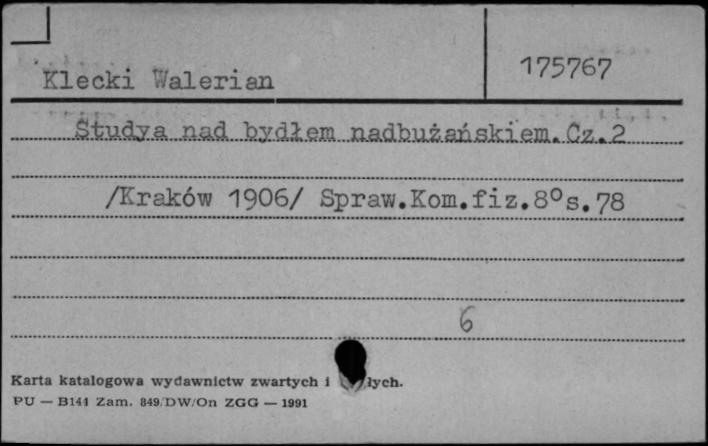 Klecki Walerian
175767
Studya nad bydłem nadbużańskiem.Cz.2
/Kraków 1906/ Spraw.Kom.fiz.8°s.78
6
Karta katalogowa wydawnictw zwartych i
PU — B141 Zam. 849/DW/On ZGG — 1991